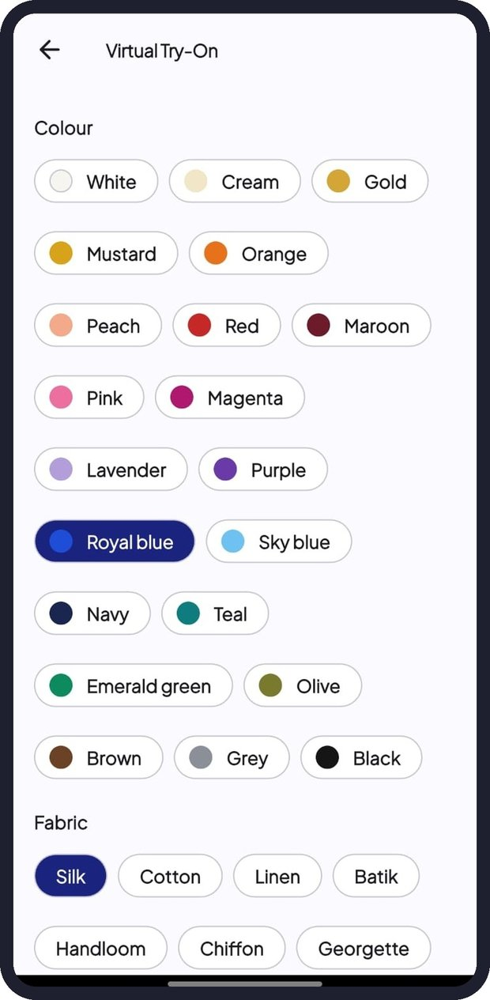 Virtual Try-On
Colour
White Cream Gold
Mustard Orange
Peach Red Maroon
Pink Magenta
Lavender Purple
Royal blue Sky blue
Navy Teal
Emerald green Olive
Brown Grey Black
Fabric
Silk Cotton Linen Batik
Handloom Chiffon Georgette